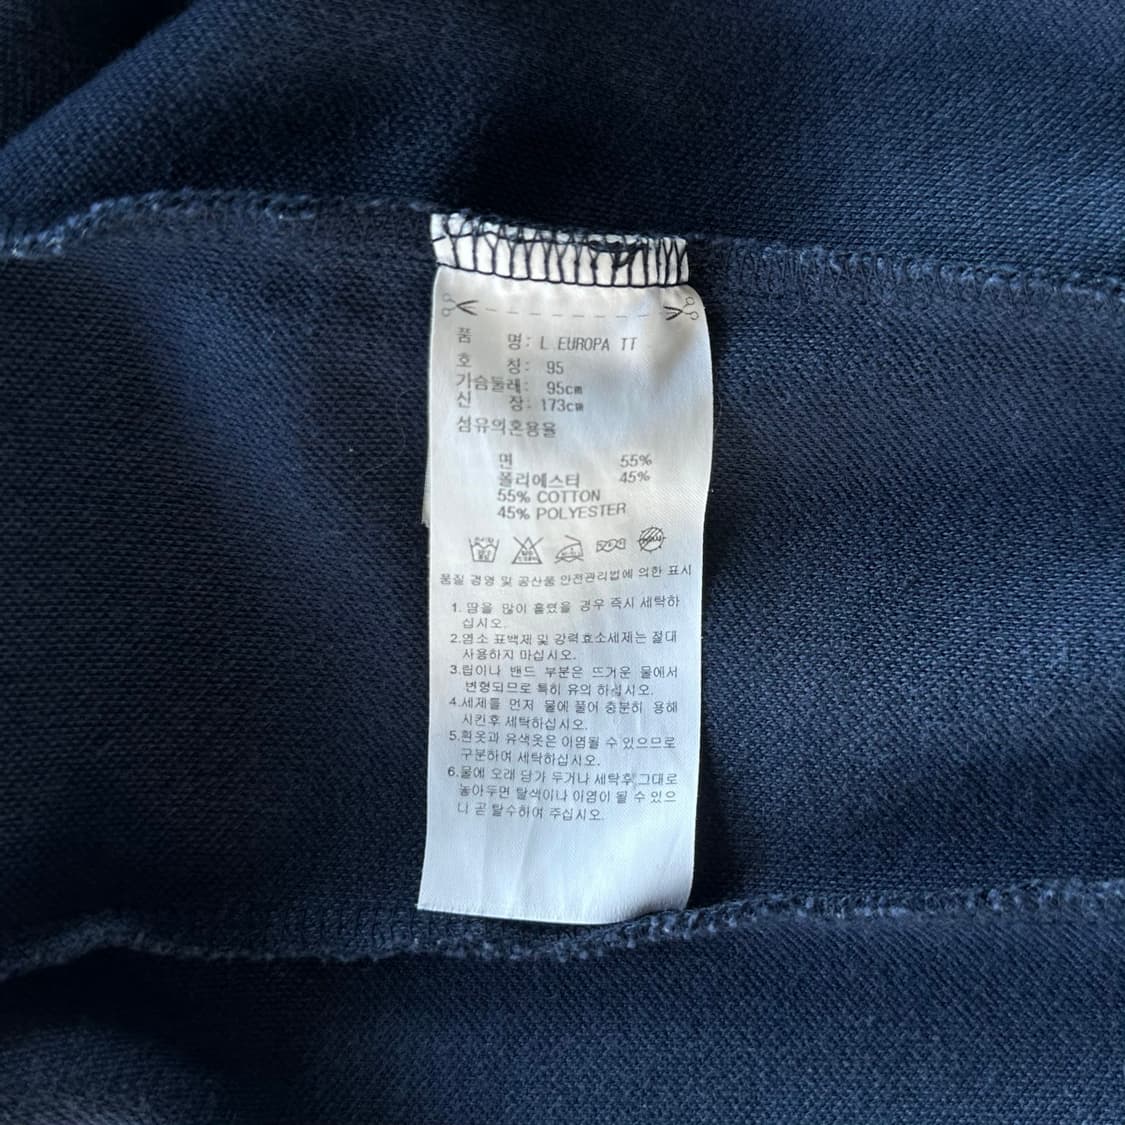 품 명: L.EUROPA TT
호 칭: 95
가슴둘레: 95cm
신 장: 173cm
섬유의혼용율
면 55%
폴리에스터 45%
55% COTTON
45% POLYESTER
품질 경영 및 공산품 안전관리법에 의한 표시
1. 땀을 많이 흘렸을 경우 즉시 세탁하
십시오.
2.염소 표백제 및 강력효소세제는 절대
사용하지 마십시오.
3.립이나 밴드 부분은 뜨거운 물에서
변형되므로 특히 유의 하십시오.
4.세제를 먼저 물에 풀어 충분히 용해
시킨후 세탁하십시오.
5.흰옷과 유색옷은 이염될 수 있으므로
구분하여 세탁하십시오.
6.물에 오래 담가 두거나 세탁후 그대로
놓아두면 탈색이나 이염이 될 수 있으
니 곧 탈수하여 주십시오.